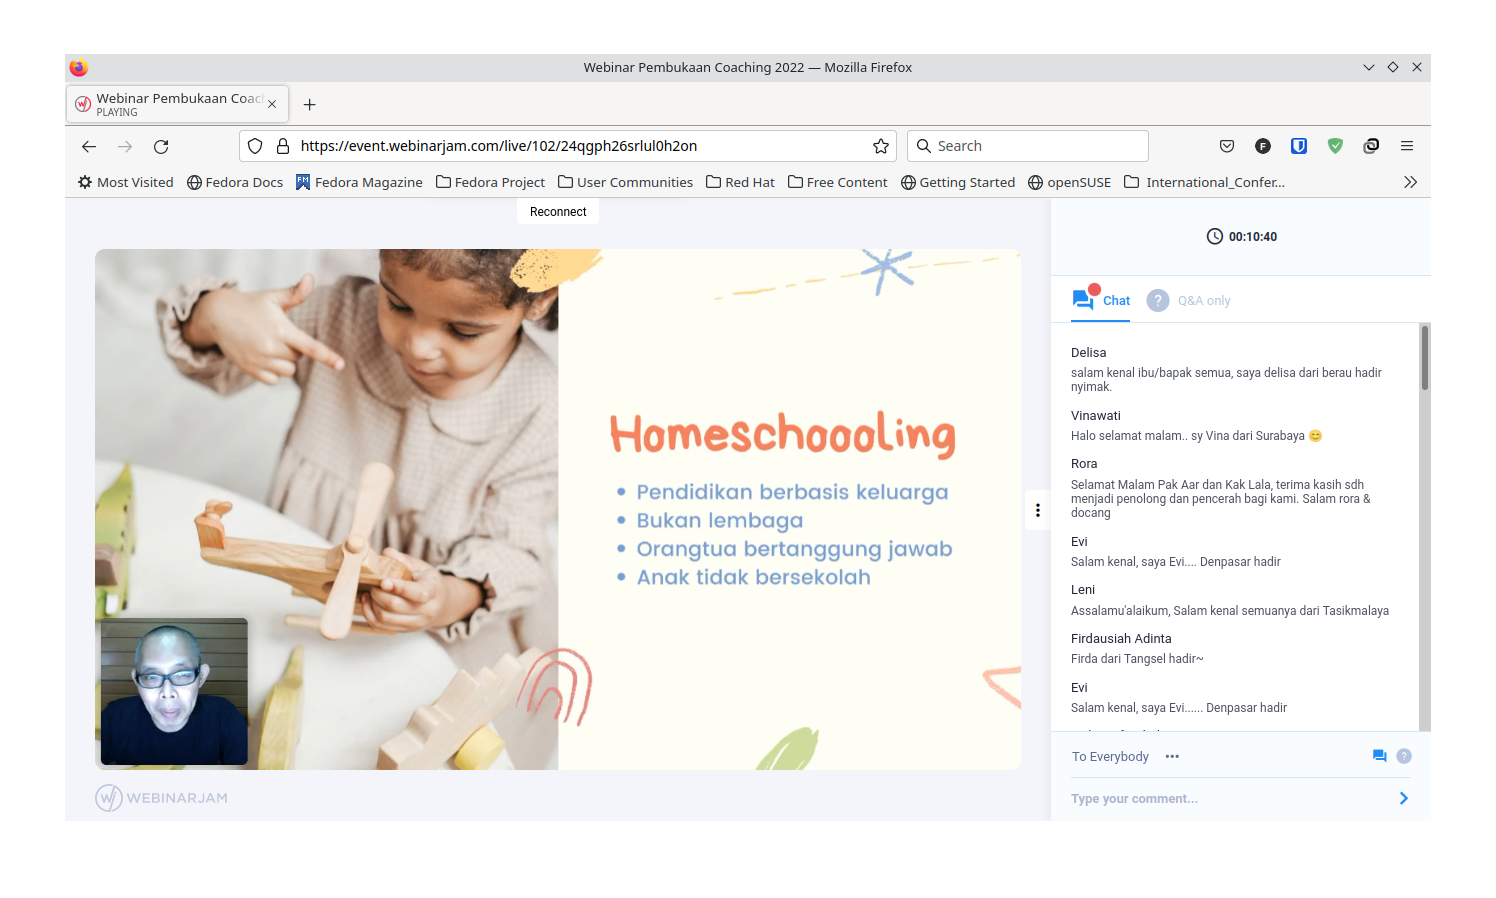 Webinar Pembukaan Coaching 2022 — Mozilla Firefox
Webinar Pembukaan Coac
PLAYING
https://event.webinarjam.com/live/102/24qgph26srlul0h2on
Search
F
Most Visited
Fedora Docs
FM
Fedora Magazine
Fedora Project
User Communities
Red Hat
Free Content
Getting Started
openSUSE
International_Confer...
Reconnect
Homeschoooling
• Pendidikan berbasis keluarga
• Bukan lembaga
• Orangtua bertanggung jawab
• Anak tidak bersekolah
WEBINARJAM
00:10:40
Chat
? Q&A only
Delisa
salam kenal ibu/bapak semua, saya delisa dari berau hadir
nyimak.
Vinawati
Halo selamat malam.. sy Vina dari Surabaya 😊
Rora
Selamat Malam Pak Aar dan Kak Lala, terima kasih sdh
menjadi penolong dan pencerah bagi kami. Salam rora &
docang
Evi
Salam kenal, saya Evi.... Denpasar hadir
Leni
Assalamu'alaikum, Salam kenal semuanya dari Tasikmalaya
Firdausiah Adinta
Firda dari Tangsel hadir~
Evi
Salam kenal, saya Evi...... Denpasar hadir
To Everybody
?
Type your comment...